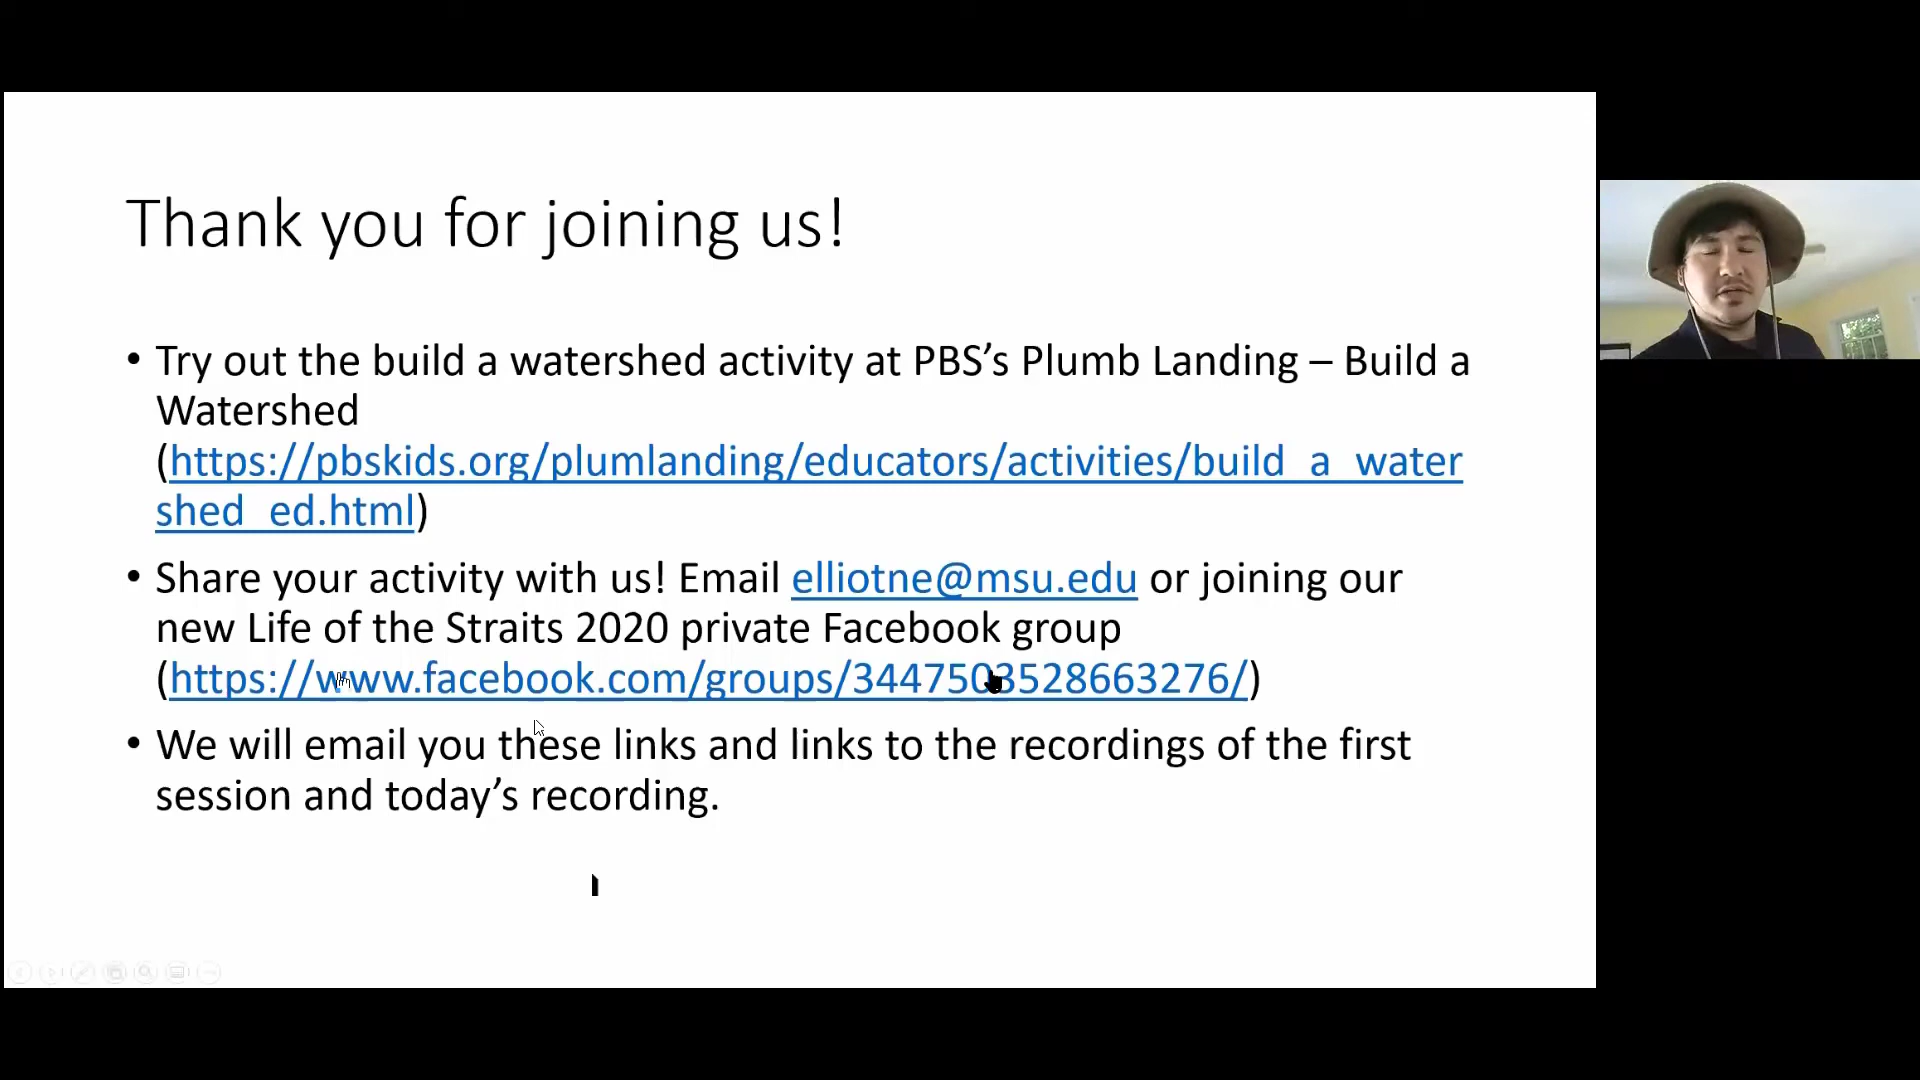 Thank you for joining us!
• Try out the build a watershed activity at PBS’s Plumb Landing – Build a
Watershed
(https://pbskids.org/plumlanding/educators/activities/build_a_water
shed_ed.html)
• Share your activity with us! Email elliotne@msu.edu or joining our
new Life of the Straits 2020 private Facebook group
(https://www.facebook.com/groups/3447503528663276/)
• We will email you these links and links to the recordings of the first
session and today’s recording.